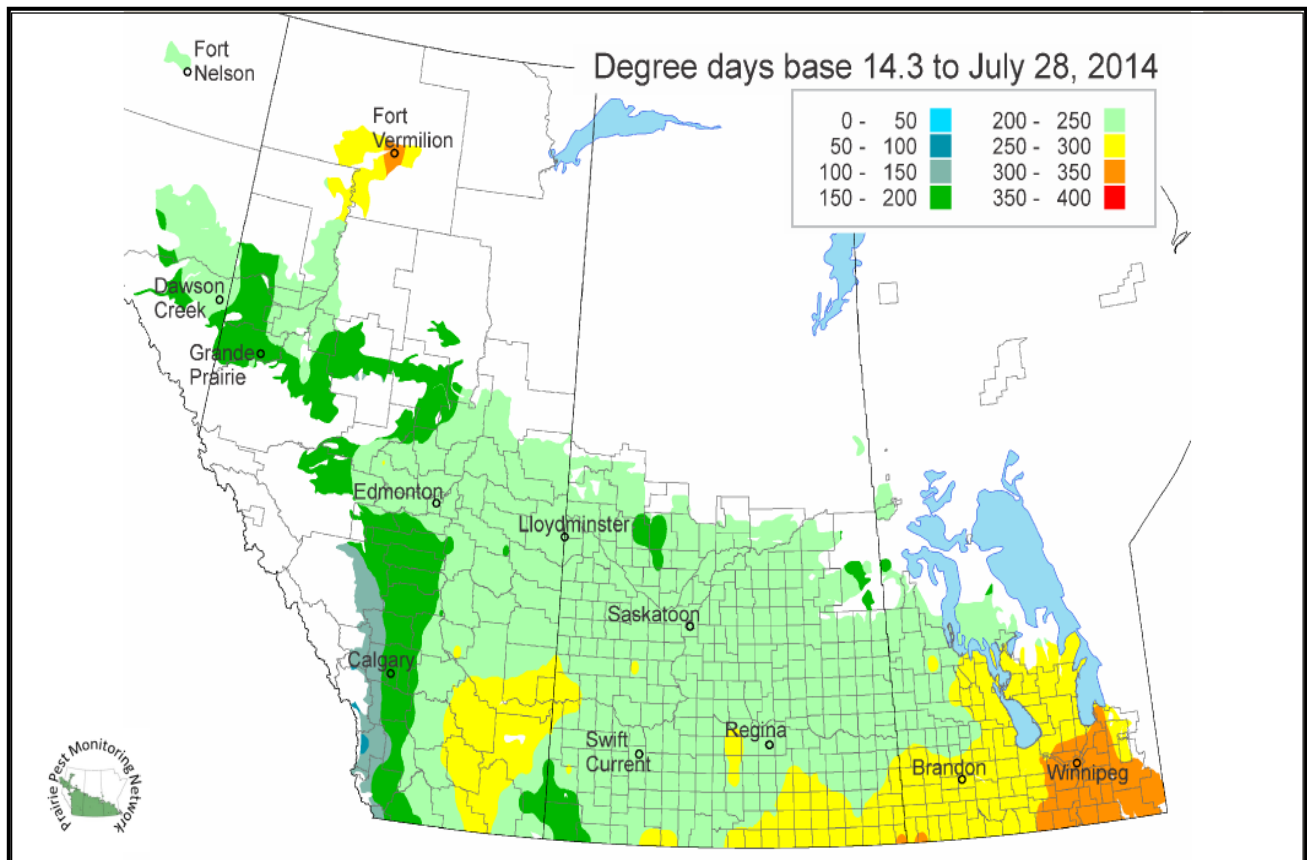 Degree days base 14.3 to July 28, 2014
0 - 50
50 - 100
100 - 150
150 - 200
200 - 250
250 - 300
300 - 350
350 - 400
Fort
Nelson
Fort
Vermilion
Dawson
Creek
Grande
Prairie
Edmonton
Lloydminster
Saskatoon
Calgary
Swift
Current
Regina
Brandon
Winnipeg
Prairie Pest Monitoring Network